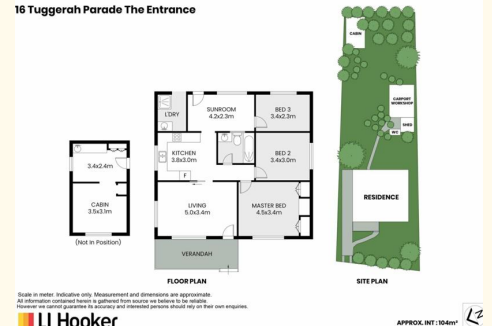 16 Tuggerah Parade The Entrance
CABIN
CARPORT
WORKSHOP
SHED
WC
RESIDENCE
SITE PLAN
L'DRY
SUNROOM
4.2x2.3m
BED 3
3.4x2.3m
KITCHEN
3.8x3.0m
F
BED 2
3.4x3.0m
LIVING
5.0x3.4m
MASTER BED
4.5x3.4m
VERANDAH
FLOOR PLAN
3.4x2.4m
CABIN
3.5x3.1m
(Not In Position)
Scale in meter. Indicative only. Measurement and dimensions are approximate.
All information contained herein is gathered from source we believe to be reliable.
However we cannot guarantee its accuracy and interested persons should rely on their own enquiries.
LJ Hooker
APPROX. INT : 104m²